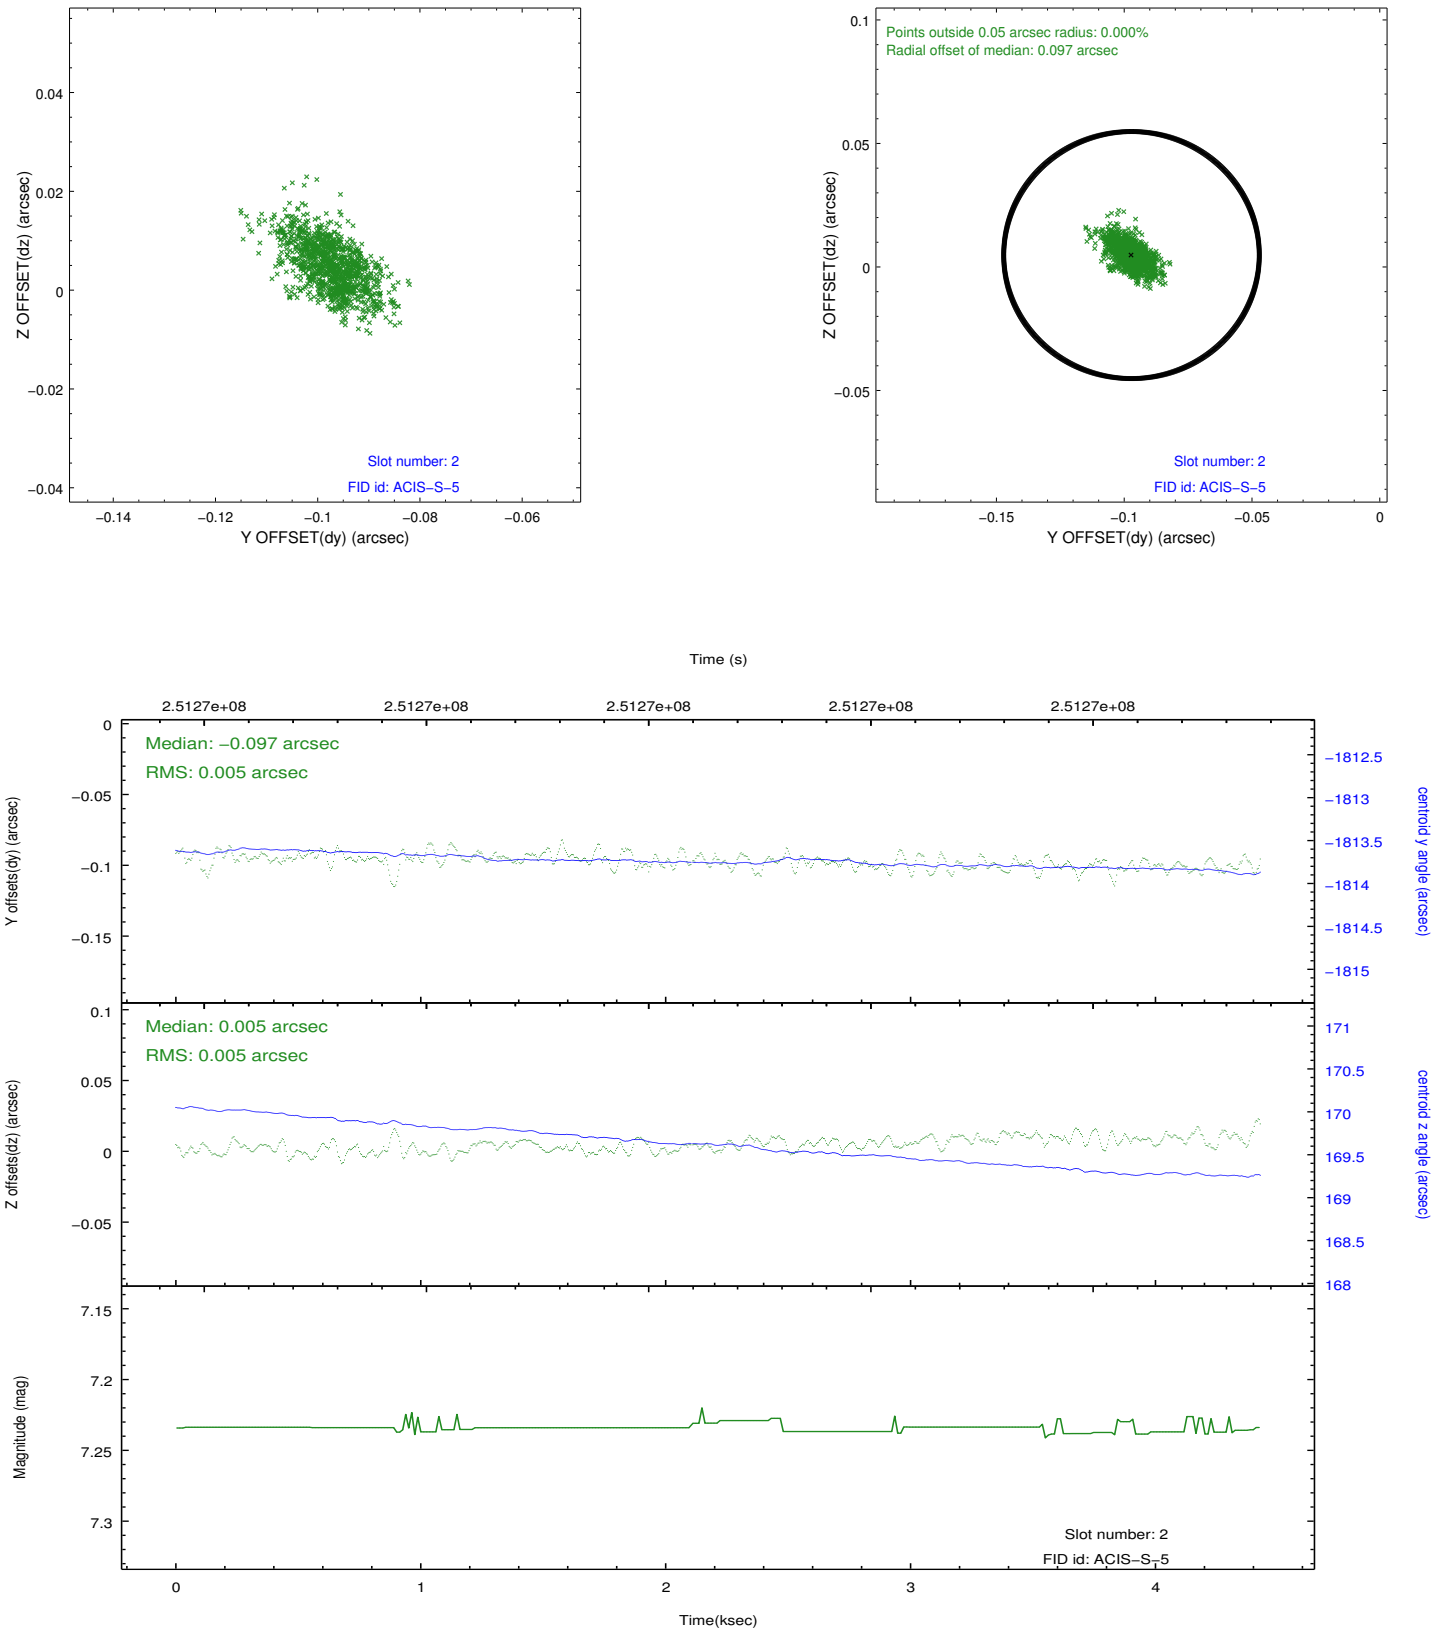 0.04
0.02
0
−0.02
−0.04
Z OFFSET(dz) (arcsec)
Slot number: 2
FID id: ACIS−S−5
−0.14
−0.12
−0.1
−0.08
−0.06
Y OFFSET(dy) (arcsec)
Points outside 0.05 arcsec radius: 0.000%
Radial offset of median: 0.097 arcsec
0.1
0.05
0
−0.05
Z OFFSET(dz) (arcsec)
Slot number: 2
FID id: ACIS−S−5
−0.15
−0.1
−0.05
0
Y OFFSET(dy) (arcsec)
Time (s)
2.5127e+08
2.5127e+08
2.5127e+08
2.5127e+08
2.5127e+08
Median: −0.097 arcsec
RMS: 0.005 arcsec
0
−0.05
−0.1
−0.15
Y offsets(dy) (arcsec)
−1812.5
−1813
−1813.5
−1814
−1814.5
−1815
centroid y angle (arcsec)
Median: 0.005 arcsec
RMS: 0.005 arcsec
0.1
0.05
0
−0.05
Z offsets(dz) (arcsec)
171
170.5
170
169.5
169
168.5
168
centroid z angle (arcsec)
7.15
7.2
7.25
7.3
Magnitude (mag)
Slot number: 2
FID id: ACIS−S−5
0
1
2
3
4
Time(ksec)